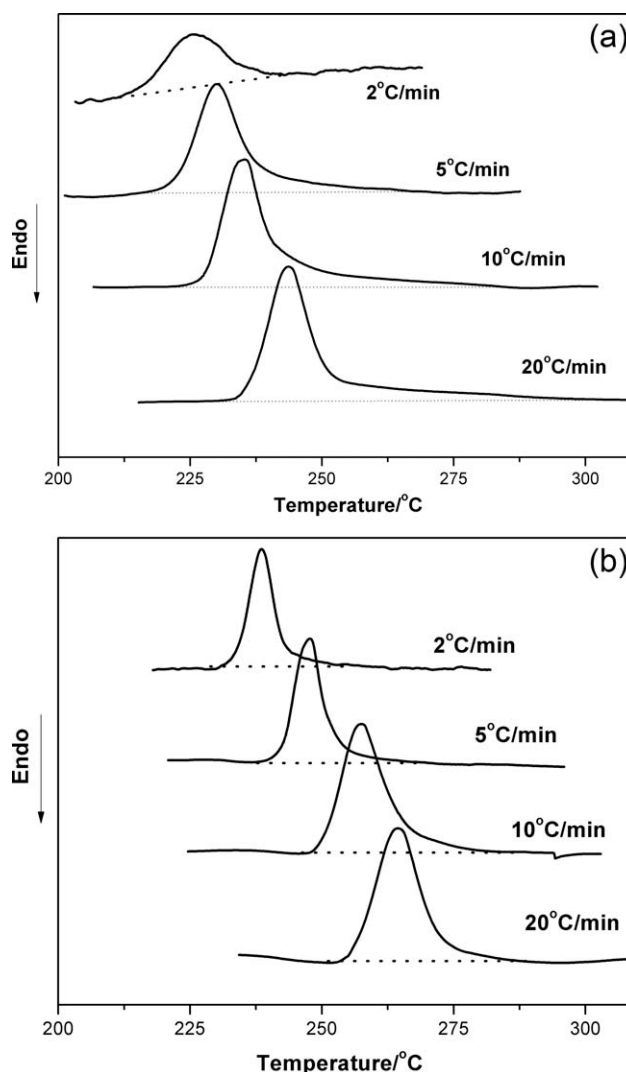 (a)
2°C/min
5°C/min
10°C/min
20°C/min
Endo
200 225 250 275 300
Temperature/°C
(b)
2°C/min
5°C/min
10°C/min
20°C/min
Endo
200 225 250 275 300
Temperature/°C